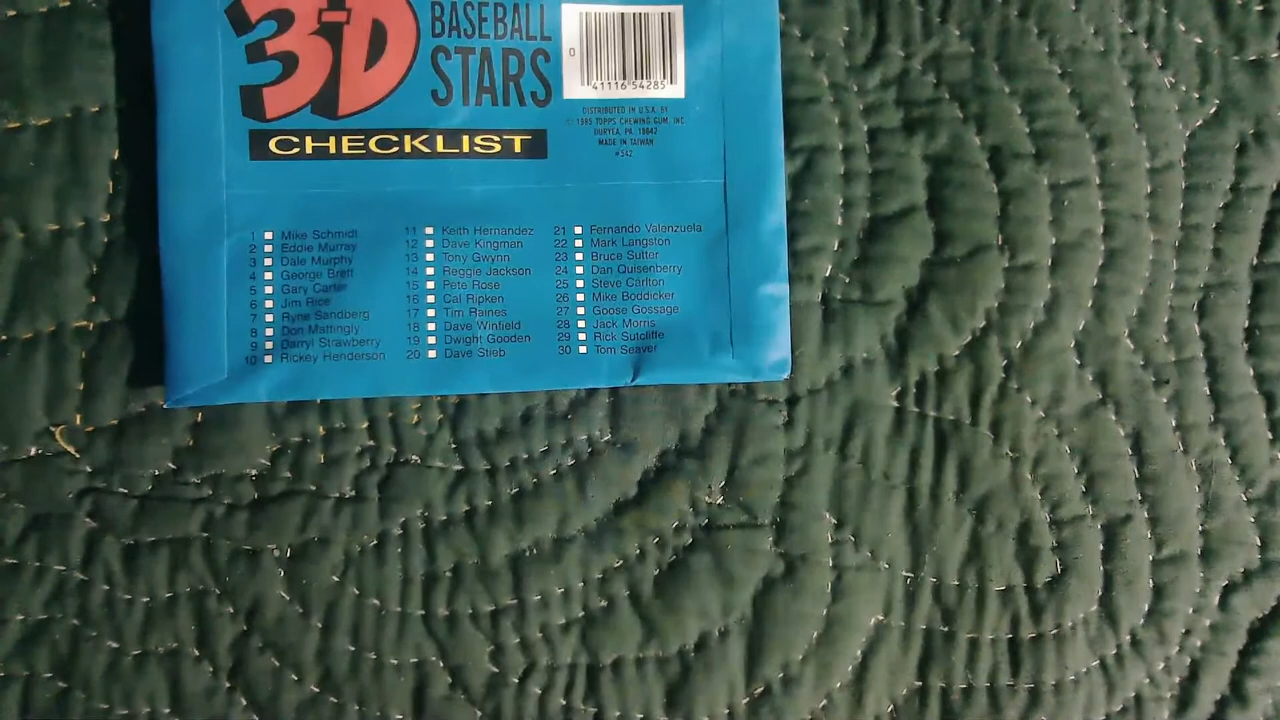 3-D
BASEBALL
STARS
CHECKLIST
0
41116 54285
DISTRIBUTED IN U.S.A. BY
© 1985 TOPPS CHEWING GUM, INC.
DURYEA, PA. 18642
MADE IN TAIWAN
#542
1 Mike Schmidt
2 Eddie Murray
3 Dale Murphy
4 George Brett
5 Gary Carter
6 Jim Rice
7 Ryne Sandberg
8 Don Mattingly
9 Darryl Strawberry
10 Rickey Henderson
11 Keith Hernandez
12 Dave Kingman
13 Tony Gwynn
14 Reggie Jackson
15 Pete Rose
16 Cal Ripken
17 Tim Raines
18 Dave Winfield
19 Dwight Gooden
20 Dave Stieb
21 Fernando Valenzuela
22 Mark Langston
23 Bruce Sutter
24 Dan Quisenberry
25 Steve Carlton
26 Mike Boddicker
27 Goose Gossage
28 Jack Morris
29 Rick Sutcliffe
30 Tom Seaver